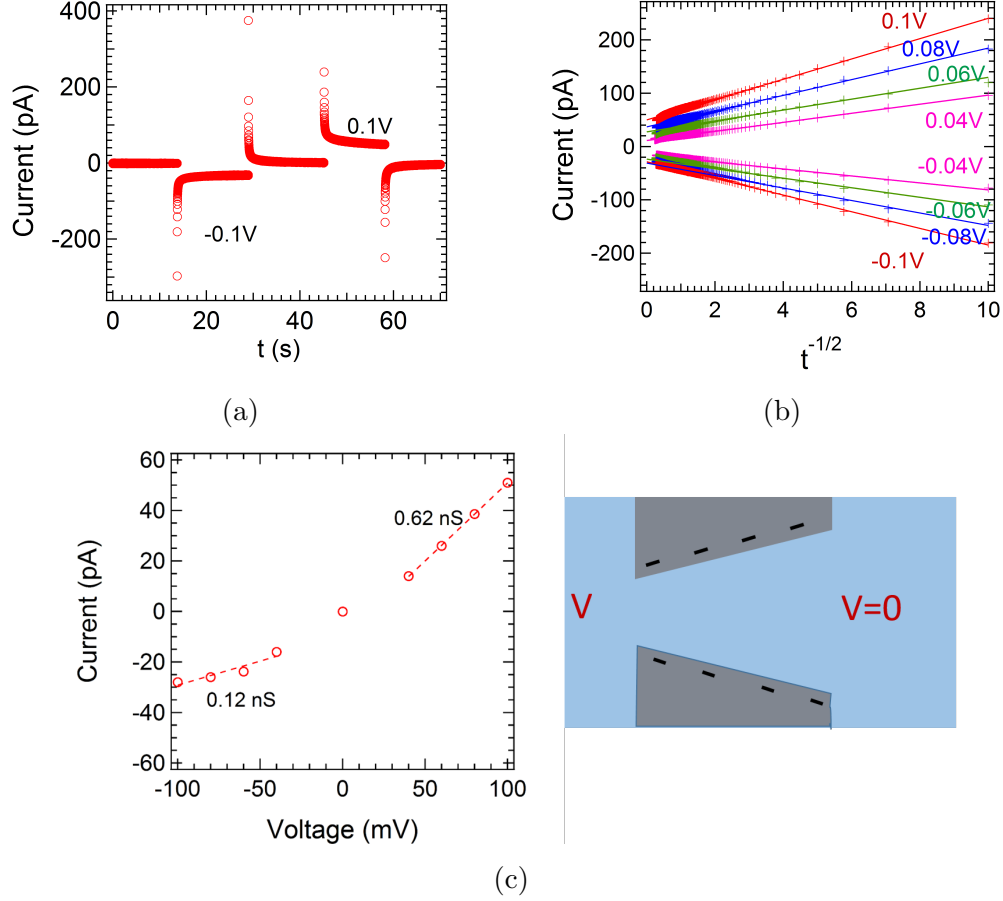 400
200
0
-200
Current (pA)
0.1V
-0.1V
0 20 40 60
t (s)
(a)
200
100
0
-100
-200
Current (pA)
0.1V
0.08V
0.06V
0.04V
-0.04V
-0.06V
-0.08V
-0.1V
0 2 4 6 8 10
t^-1/2
(b)
60
40
20
0
-20
-40
-60
Current (pA)
0.62 nS
0.12 nS
-100 -50 0 50 100
Voltage (mV)
V
V=0
(c)